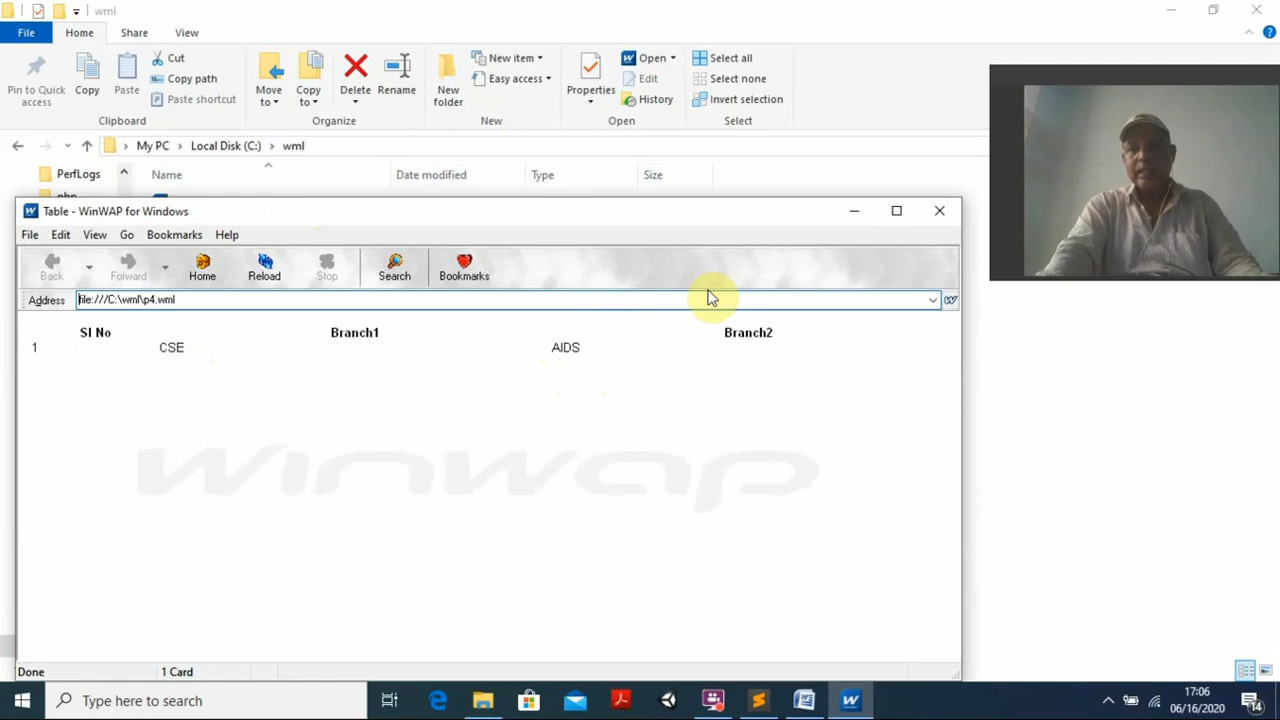 wml
File Home Share View
Pin to Quick access
Copy
Paste
Cut
Copy path
Paste shortcut
Move to
Copy to
Delete
Rename
New folder
New item
Easy access
Properties
Open
Edit
History
Select all
Select none
Invert selection
Clipboard Organize New Open Select
My PC Local Disk (C:) wml
PerfLogs
Name Date modified Type Size
Table - WinWAP for Windows
File Edit View Go Bookmarks Help
Back Forward Home Reload Stop Search Bookmarks
Address file:///C:\wml\p4.wml
Sl No Branch1 Branch2
1 CSE AIDS
winwap
Done 1 Card
Type here to search
17:06
06/16/2020
14